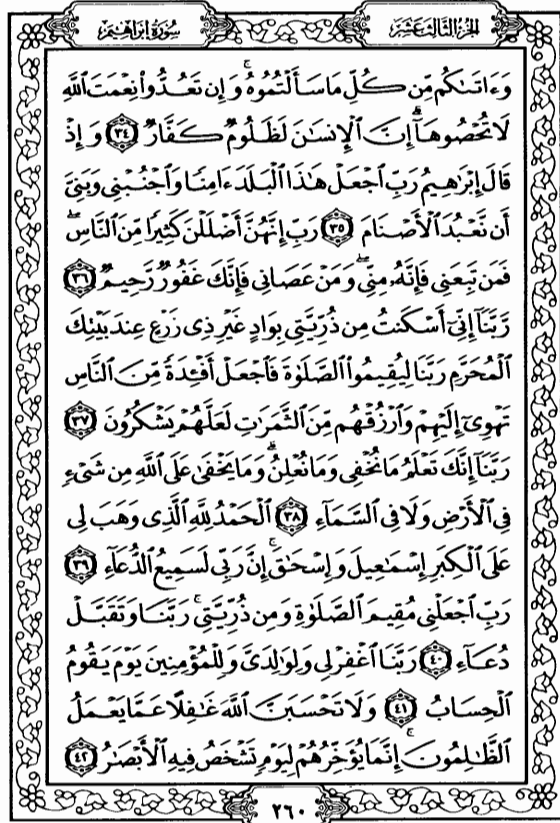 الجزء الثالث عشر
سورة إبراهيم
وَءَاتَىٰكُم مِّن كُلِّ مَا سَأَلْتُمُوهُ ۚ وَإِن تَعُدُّوا۟ نِعْمَتَ ٱللَّهِ
لَا تُحْصُوهَآ ۗ إِنَّ ٱلْإِنسَٰنَ لَظَلُومٌ كَفَّارٌ ٣٤ وَإِذْ
قَالَ إِبْرَٰهِيمُ رَبِّ ٱجْعَلْ هَٰذَا ٱلْبَلَدَ ءَامِنًا وَٱجْنُبْنِى وَبَنِىَّ
أَن نَّعْبُدَ ٱلْأَصْنَامَ ٣٥ رَبِّ إِنَّهُنَّ أَضْلَلْنَ كَثِيرًا مِّنَ ٱلنَّاسِ ۖ
فَمَن تَبِعَنِى فَإِنَّهُۥ مِنِّى ۖ وَمَنْ عَصَانِى فَإِنَّكَ غَفُورٌ رَّحِيمٌ ٣٦
رَّبَّنَآ إِنِّىٓ أَسْكَنتُ مِن ذُرِّيَّتِى بِوَادٍ غَيْرِ ذِى زَرْعٍ عِندَ بَيْتِكَ
ٱلْمُحَرَّمِ رَبَّنَا لِيُقِيمُوا۟ ٱلصَّلَوٰةَ فَٱجْعَلْ أَفْـِٔدَةً مِّنَ ٱلنَّاسِ
تَهْوِىٓ إِلَيْهِمْ وَٱرْزُقْهُم مِّنَ ٱلثَّمَرَٰتِ لَعَلَّهُمْ يَشْكُرُونَ ٣٧
رَبَّنَآ إِنَّكَ تَعْلَمُ مَا نُخْفِى وَمَا نُعْلِنُ ۗ وَمَا يَخْفَىٰ عَلَى ٱللَّهِ مِن شَىْءٍ
فِى ٱلْأَرْضِ وَلَا فِى ٱلسَّمَآءِ ٣٨ ٱلْحَمْدُ لِلَّهِ ٱلَّذِى وَهَبَ لِى
عَلَى ٱلْكِبَرِ إِسْمَٰعِيلَ وَإِسْحَٰقَ ۚ إِنَّ رَبِّى لَسَمِيعُ ٱلدُّعَآءِ ٣٩
رَبِّ ٱجْعَلْنِى مُقِيمَ ٱلصَّلَوٰةِ وَمِن ذُرِّيَّتِى ۚ رَبَّنَا وَتَقَبَّلْ
دُعَآءِ ٤٠ رَبَّنَا ٱغْفِرْ لِى وَلِوَٰلِدَىَّ وَلِلْمُؤْمِنِينَ يَوْمَ يَقُومُ
ٱلْحِسَابُ ٤١ وَلَا تَحْسَبَنَّ ٱللَّهَ غَٰفِلًا عَمَّا يَعْمَلُ
ٱلظَّٰلِمُونَ ۚ إِنَّمَا يُؤَخِّرُهُمْ لِيَوْمٍ تَشْخَصُ فِيهِ ٱلْأَبْصَٰرُ ٤٢
٢٦٠